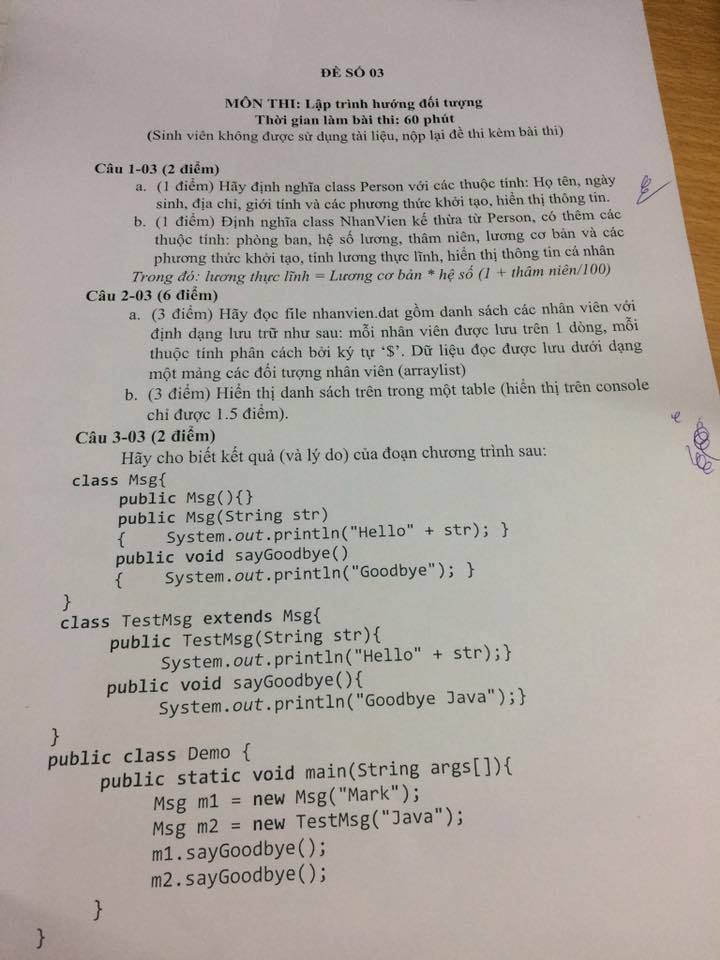 ĐỀ SỐ 03
MÔN THI: Lập trình hướng đối tượng
Thời gian làm bài thi: 60 phút
(Sinh viên không được sử dụng tài liệu, nộp lại đề thi kèm bài thi)
Câu 1-03 (2 điểm)
a. (1 điểm) Hãy định nghĩa class Person với các thuộc tính: Họ tên, ngày
sinh, địa chỉ, giới tính và các phương thức khởi tạo, hiển thị thông tin.
b. (1 điểm) Định nghĩa class NhanVien kế thừa từ Person, có thêm các
thuộc tính: phòng ban, hệ số lương, thâm niên, lương cơ bản và các
phương thức khởi tạo, tính lương thực lĩnh, hiển thị thông tin cá nhân
Trong đó: lương thực lĩnh = Lương cơ bản * hệ số (1 + thâm niên/100)
Câu 2-03 (6 điểm)
a. (3 điểm) Hãy đọc file nhanvien.dat gồm danh sách các nhân viên với
định dạng lưu trữ như sau: mỗi nhân viên được lưu trên 1 dòng, mỗi
thuộc tính phân cách bởi ký tự ‘$’. Dữ liệu đọc được lưu dưới dạng
một mảng các đối tượng nhân viên (arraylist)
b. (3 điểm) Hiển thị danh sách trên trong một table (hiển thị trên console
chỉ được 1.5 điểm).
Câu 3-03 (2 điểm)
Hãy cho biết kết quả (và lý do) của đoạn chương trình sau:
class Msg{
public Msg(){}
public Msg(String str)
{ System.out.println("Hello" + str); }
public void sayGoodbye()
{ System.out.println("Goodbye"); }
}
class TestMsg extends Msg{
public TestMsg(String str){
System.out.println("Hello" + str);}
public void sayGoodbye(){
System.out.println("Goodbye Java");}
}
public class Demo {
public static void main(String args[]){
Msg m1 = new Msg("Mark");
Msg m2 = new TestMsg("Java");
m1.sayGoodbye();
m2.sayGoodbye();
}
}